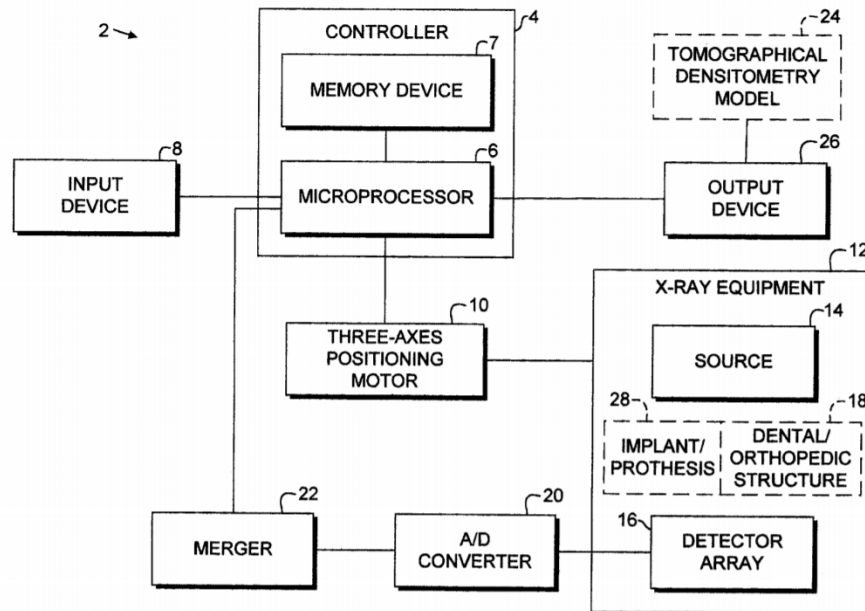 2
CONTROLLER
4
7
MEMORY DEVICE
24
TOMOGRAPHICAL
DENSITOMETRY
MODEL
8
INPUT
DEVICE
6
MICROPROCESSOR
26
OUTPUT
DEVICE
12
X-RAY EQUIPMENT
10
THREE-AXES
POSITIONING
MOTOR
14
SOURCE
28
IMPLANT/
PROTHESIS
18
DENTAL/
ORTHOPEDIC
STRUCTURE
22
MERGER
20
A/D
CONVERTER
16
DETECTOR
ARRAY